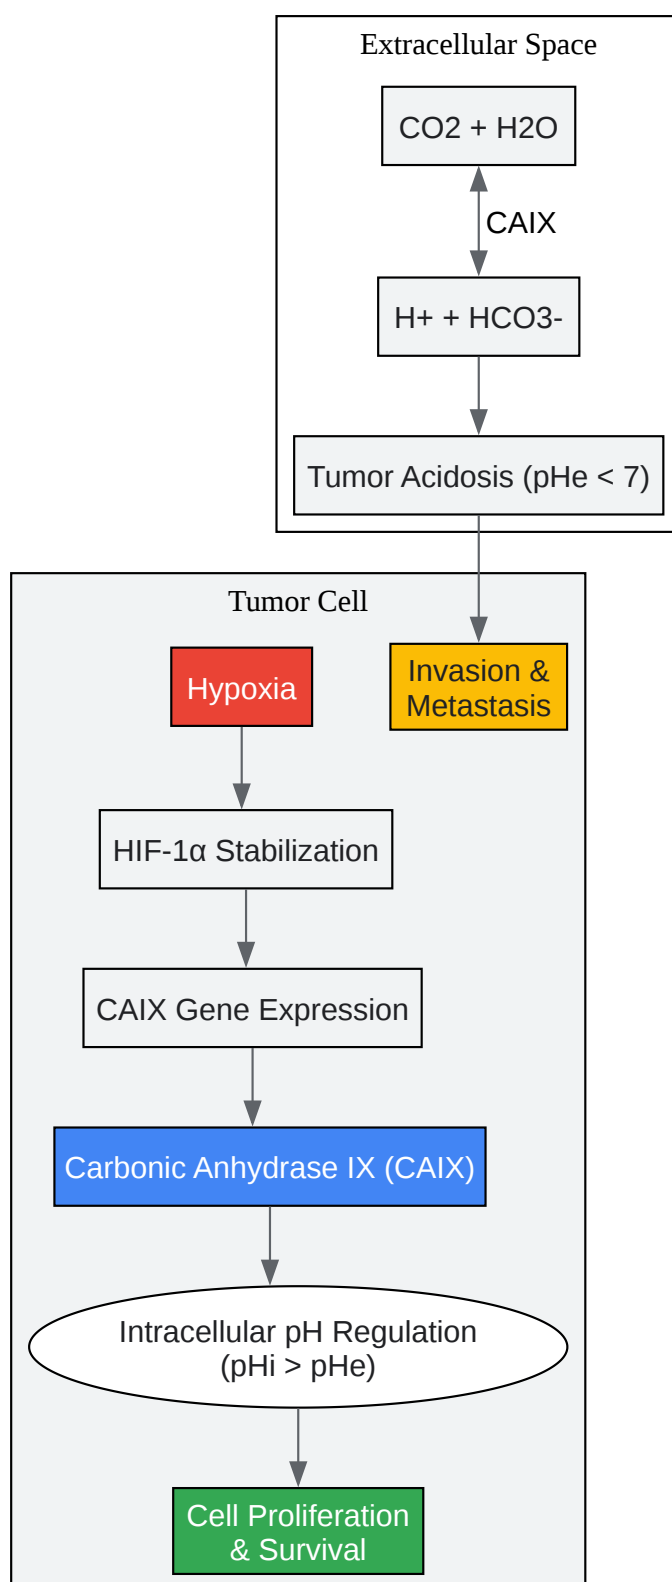 Extracellular Space
CO2 + H2O
CAIX
H+ + HCO3-
Tumor Acidosis (pHe < 7)
Tumor Cell
Hypoxia
Invasion &
Metastasis
HIF-1α Stabilization
CAIX Gene Expression
Carbonic Anhydrase IX (CAIX)
Intracellular pH Regulation
(pHi > pHe)
Cell Proliferation
& Survival